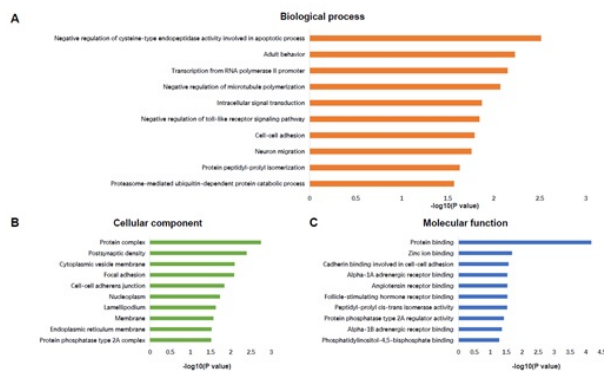 A
Biological process
Negative regulation of cysteine-type endopeptidase activity involved in apoptotic process
Adult behavior
Transcription from RNA polymerase II promoter
Negative regulation of microtubule polymerization
Intracellular signal transduction
Negative regulation of toll-like receptor signaling pathway
Cell-cell adhesion
Neuron migration
Protein peptidyl-prolyl isomerization
Proteasome-mediated ubiquitin-dependent protein catabolic process
0 0.5 1 1.5 2 2.5 3
-log10(P value)
B
Cellular component
Protein complex
Postsynaptic density
Cytoplasmic vesicle membrane
Focal adhesion
Cell-cell adherens junction
Nucleoplasm
Lamellipodium
Membrane
Endoplasmic reticulum membrane
Protein phosphatase type 2A complex
0 0.5 1 1.5 2 2.5 3
-log10(P value)
C
Molecular function
Protein binding
Zinc ion binding
Cadherin binding involved in cell-cell adhesion
Alpha-1A adrenergic receptor binding
Angiotensin receptor binding
Follicle-stimulating hormone receptor binding
Peptidyl-prolyl cis-trans isomerase activity
Protein phosphatase type 2A regulator activity
Alpha-1B adrenergic receptor binding
Phosphatidylinositol-4,5-bisphosphate binding
0 0.5 1 1.5 2 2.5 3 3.5 4 4.5
-log10(P value)